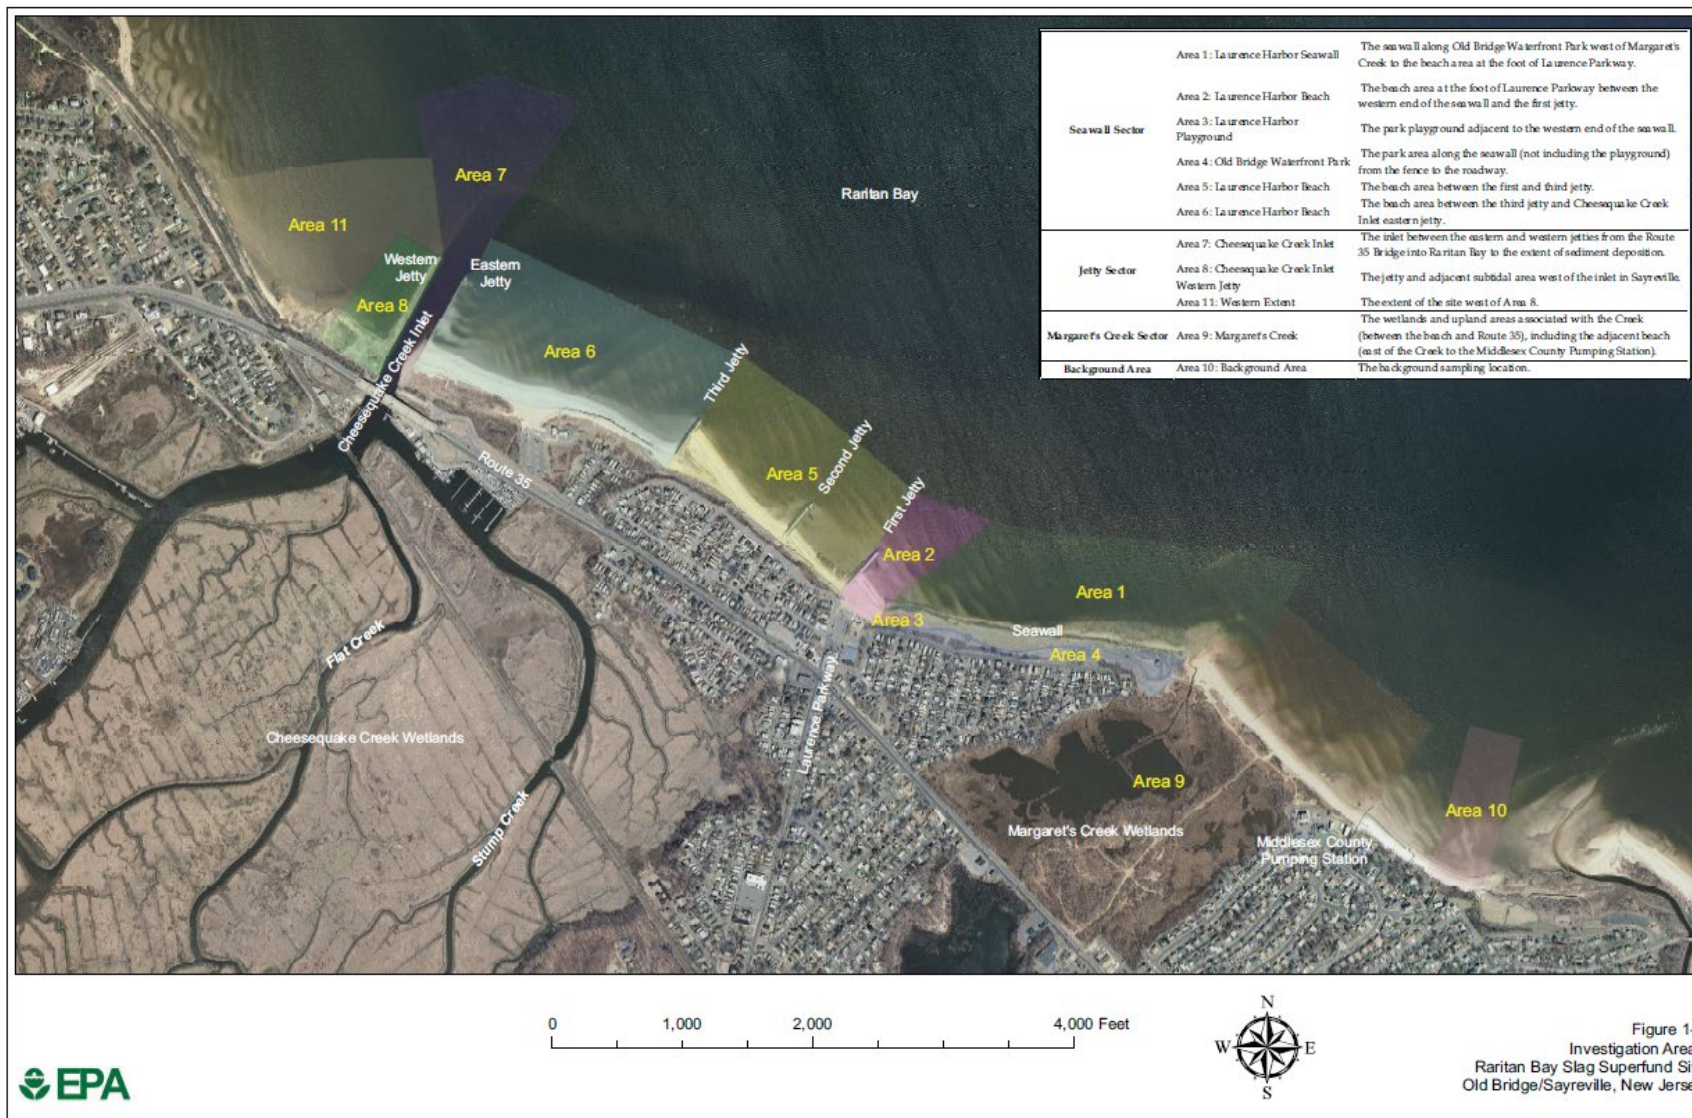 Seawall Sector
Area 1: Laurence Harbor Seawall
The seawall along Old Bridge Waterfront Park west of Margaret's
Creek to the beach area at the foot of Laurence Parkway.
Area 2: Laurence Harbor Beach
The beach area at the foot of Laurence Parkway between the
western end of the seawall and the first jetty.
Area 3: Laurence Harbor
Playground
The park playground adjacent to the western end of the seawall.
Area 4: Old Bridge Waterfront Park
The park area along the seawall (not including the playground)
from the fence to the roadway.
Area 5: Laurence Harbor Beach
The beach area between the first and third jetty.
Area 6: Laurence Harbor Beach
The beach area between the third jetty and Cheesequake Creek
Inlet eastern jetty.
Jetty Sector
Area 7: Cheesequake Creek Inlet
The inlet between the eastern and western jetties from the Route
35 Bridge into Raritan Bay to the extent of sediment deposition.
Area 8: Cheesequake Creek Inlet
Western Jetty
The jetty and adjacent subtidal area west of the inlet in Sayreville.
Area 11: Western Extent
The extent of the site west of Area 8.
Margaret's Creek Sector
Area 9: Margaret's Creek
The wetlands and upland areas associated with the Creek
(between the beach and Route 35), including the adjacent beach
(east of the Creek to the Middlesex County Pumping Station).
Background Area
Area 10: Background Area
The background sampling location.
Area 7
Raritan Bay
Area 11
Western
Jetty
Eastern
Jetty
Area 8
Cheesequake Creek Inlet
Area 6
Third Jetty
Route 35
Area 5
Second Jetty
First Jetty
Area 2
Area 1
Area 3
Seawall
Area 4
Flat Creek
Laurence Parkway
Cheesequake Creek Wetlands
Area 9
Stump Creek
Margaret's Creek Wetlands
Middlesex County
Pumping Station
Area 10
0 1,000 2,000 4,000 Feet
N
W E
S
EPA
Figure 1-
Investigation Area
Raritan Bay Slag Superfund Sit
Old Bridge/Sayreville, New Jerse